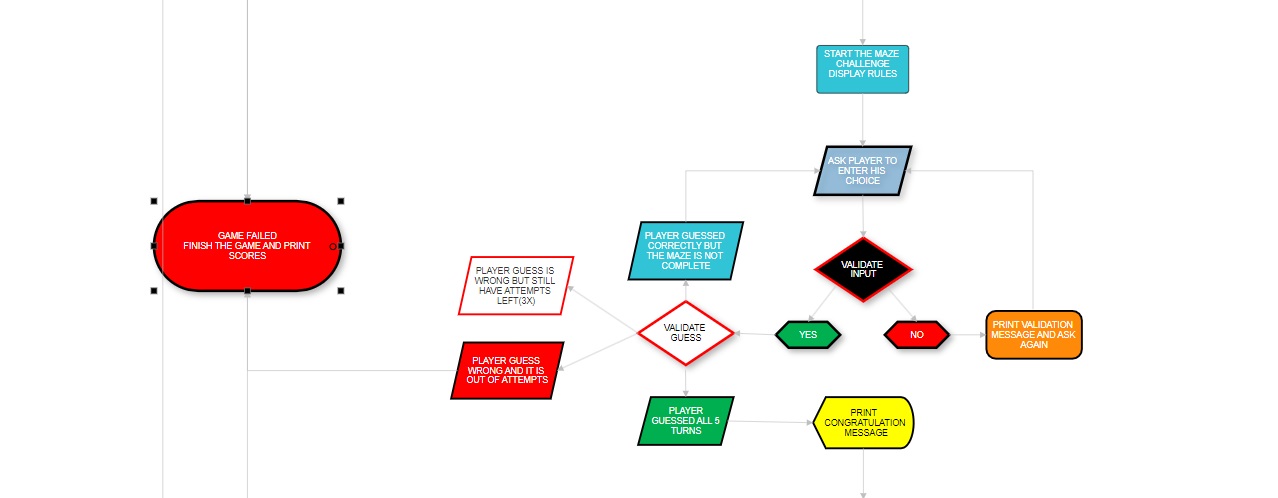 START THE MAZE
CHALLENGE
DISPLAY RULES
ASK PLAYER TO
ENTER HIS
CHOICE
GAME FAILED
FINISH THE GAME AND PRINT
SCORES
PLAYER GUESSED
CORRECTLY BUT
THE MAZE IS NOT
COMPLETE
VALIDATE
INPUT
PLAYER GUESS IS
WRONG BUT STILL
HAVE ATTEMPTS
LEFT(3X)
VALIDATE
GUESS
YES
NO
PRINT VALIDATION
MESSAGE AND ASK
AGAIN
PLAYER GUESS
WRONG AND IT IS
OUT OF ATTEMPTS
PLAYER
GUESSED ALL 5
TURNS
PRINT
CONGRATULATION
MESSAGE